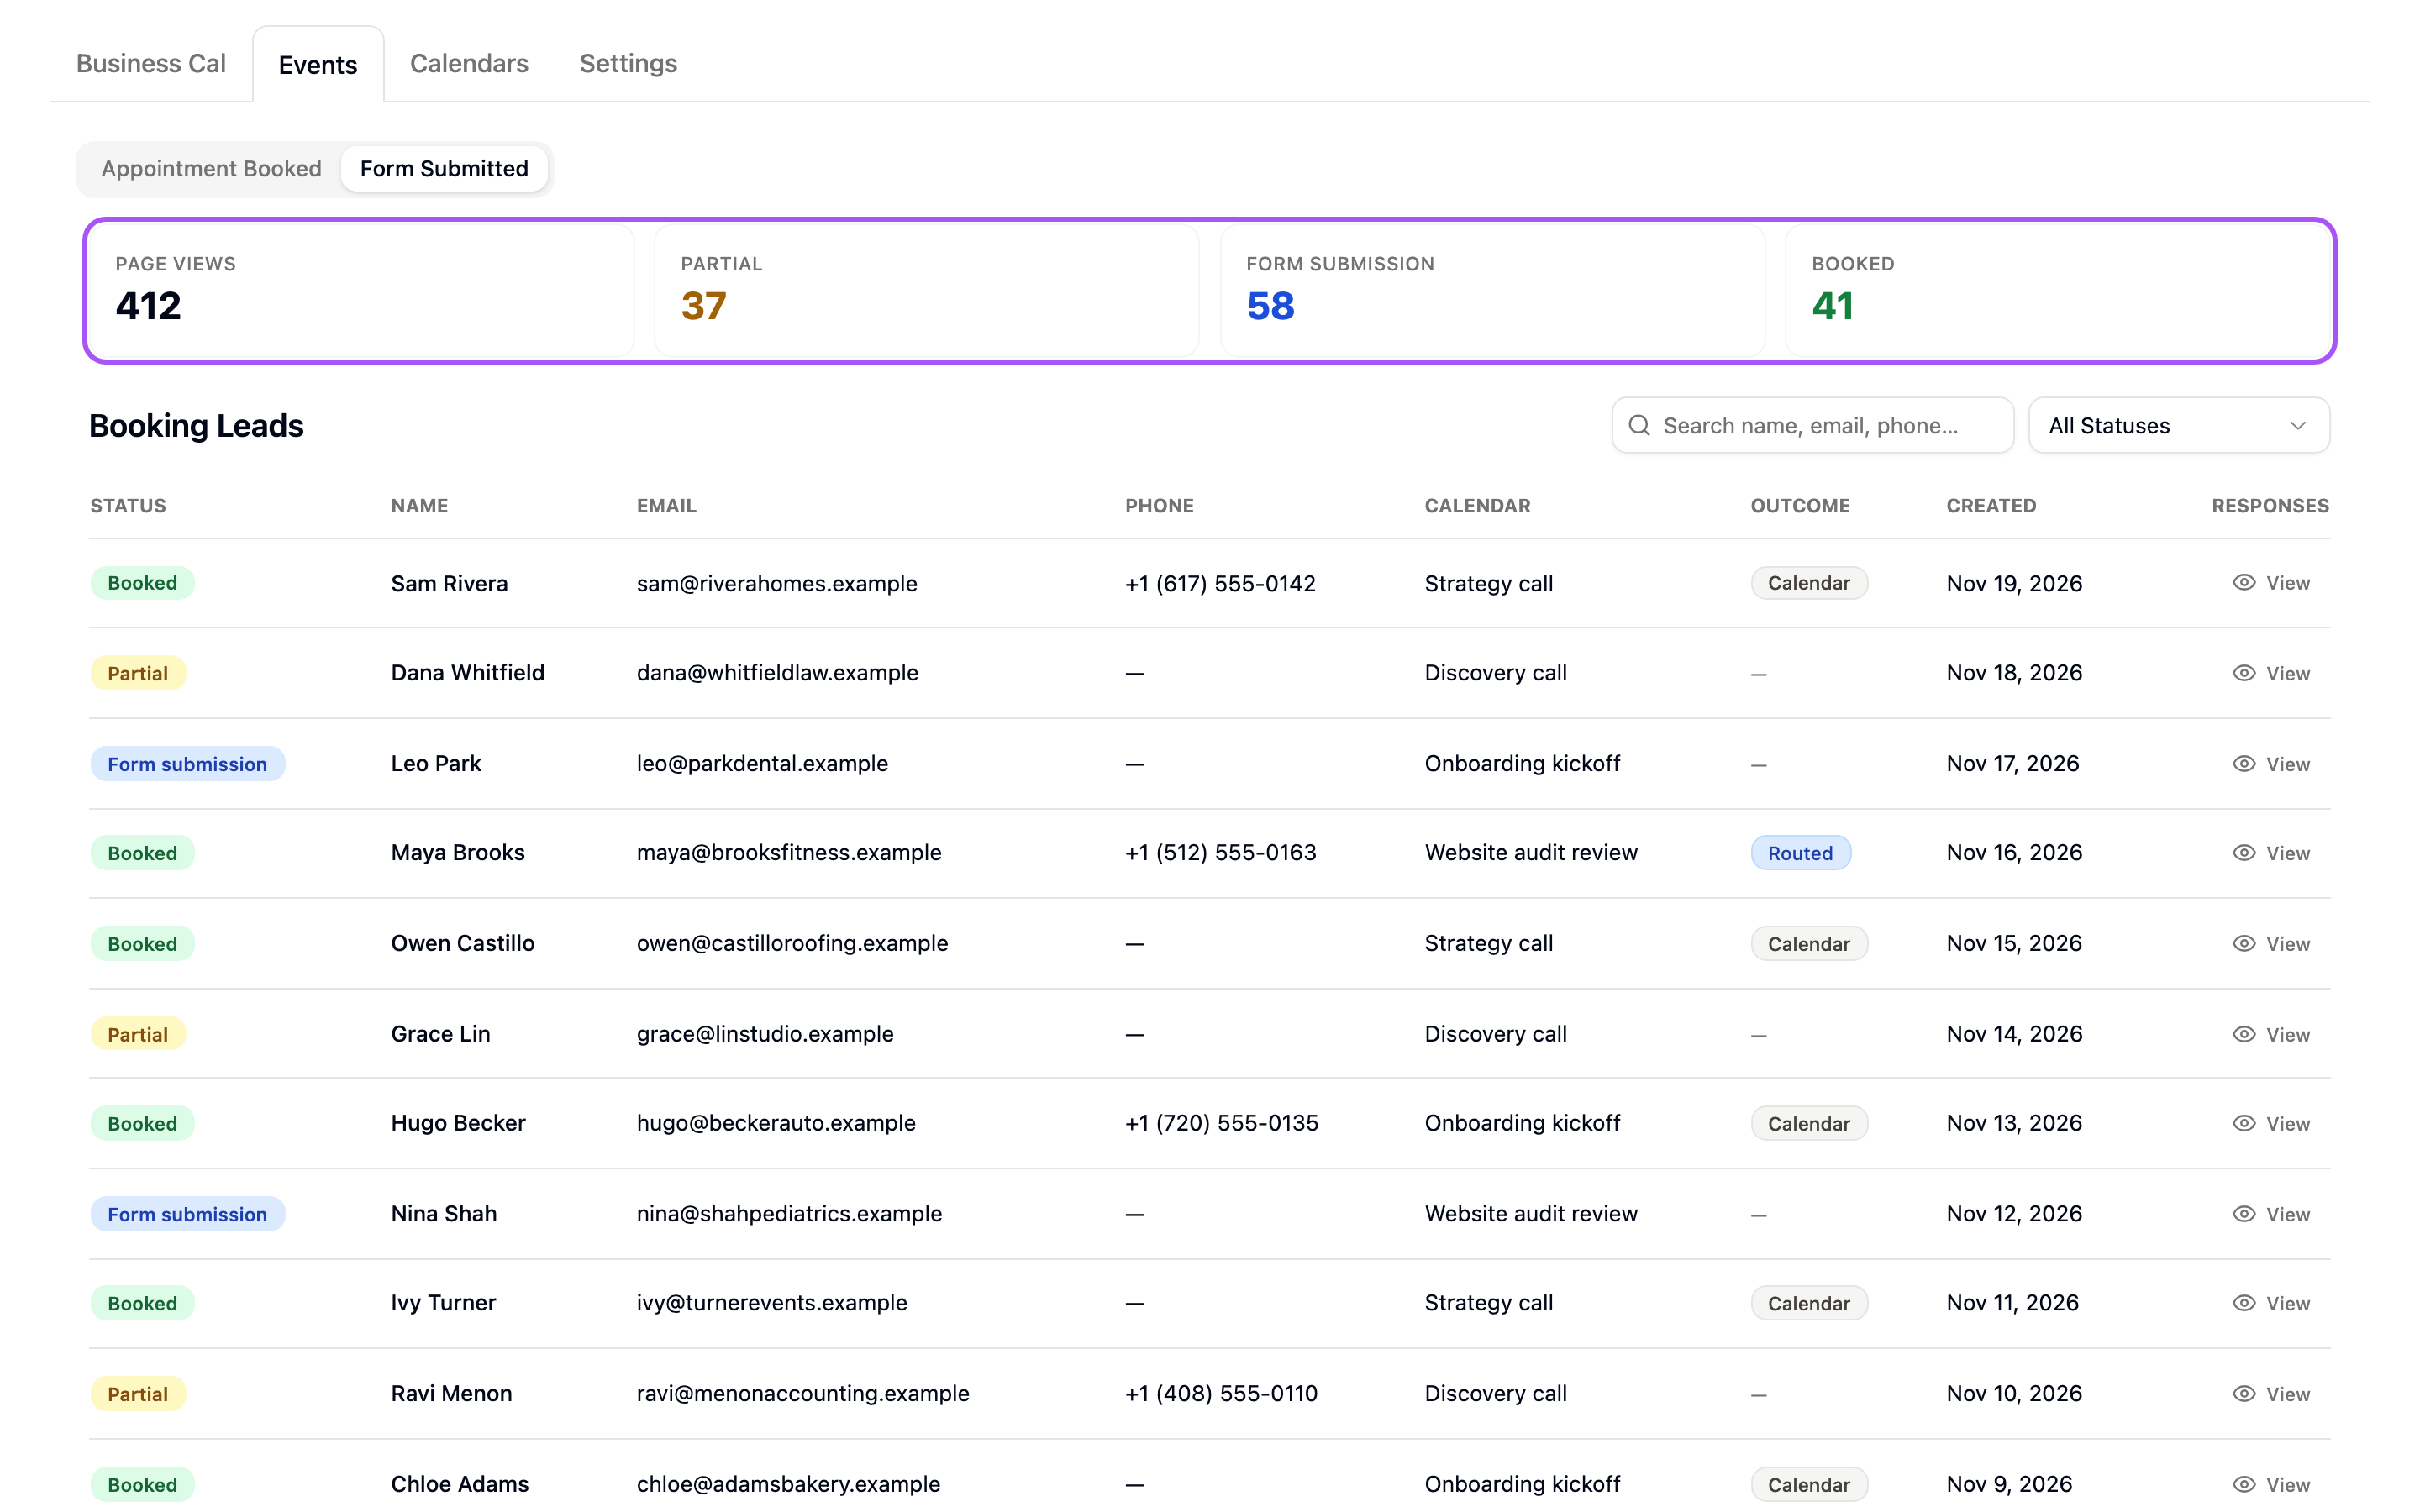 Business Cal Events Calendars Settings
Appointment Booked Form Submitted
PAGE VIEWS PARTIAL FORM SUBMISSION BOOKED
412 37 58 41
Booking Leads Search name, email, phone... All Statuses
STATUS NAME EMAIL PHONE CALENDAR OUTCOME CREATED RESPONSES
Booked Sam Rivera sam@riverahomes.example +1 (617) 555-0142 Strategy call Calendar Nov 19, 2026 View
Partial Dana Whitfield dana@whitfieldlaw.example — Discovery call — Nov 18, 2026 View
Form submission Leo Park leo@parkdental.example — Onboarding kickoff — Nov 17, 2026 View
Booked Maya Brooks maya@brooksfitness.example +1 (512) 555-0163 Website audit review Routed Nov 16, 2026 View
Booked Owen Castillo owen@castilloroofing.example — Strategy call Calendar Nov 15, 2026 View
Partial Grace Lin grace@linstudio.example — Discovery call — Nov 14, 2026 View
Booked Hugo Becker hugo@beckerauto.example +1 (720) 555-0135 Onboarding kickoff Calendar Nov 13, 2026 View
Form submission Nina Shah nina@shahpediatrics.example — Website audit review — Nov 12, 2026 View
Booked Ivy Turner ivy@turnerevents.example — Strategy call Calendar Nov 11, 2026 View
Partial Ravi Menon ravi@menonaccounting.example +1 (408) 555-0110 Discovery call — Nov 10, 2026 View
Booked Chloe Adams chloe@adamsbakery.example — Onboarding kickoff Calendar Nov 9, 2026 View